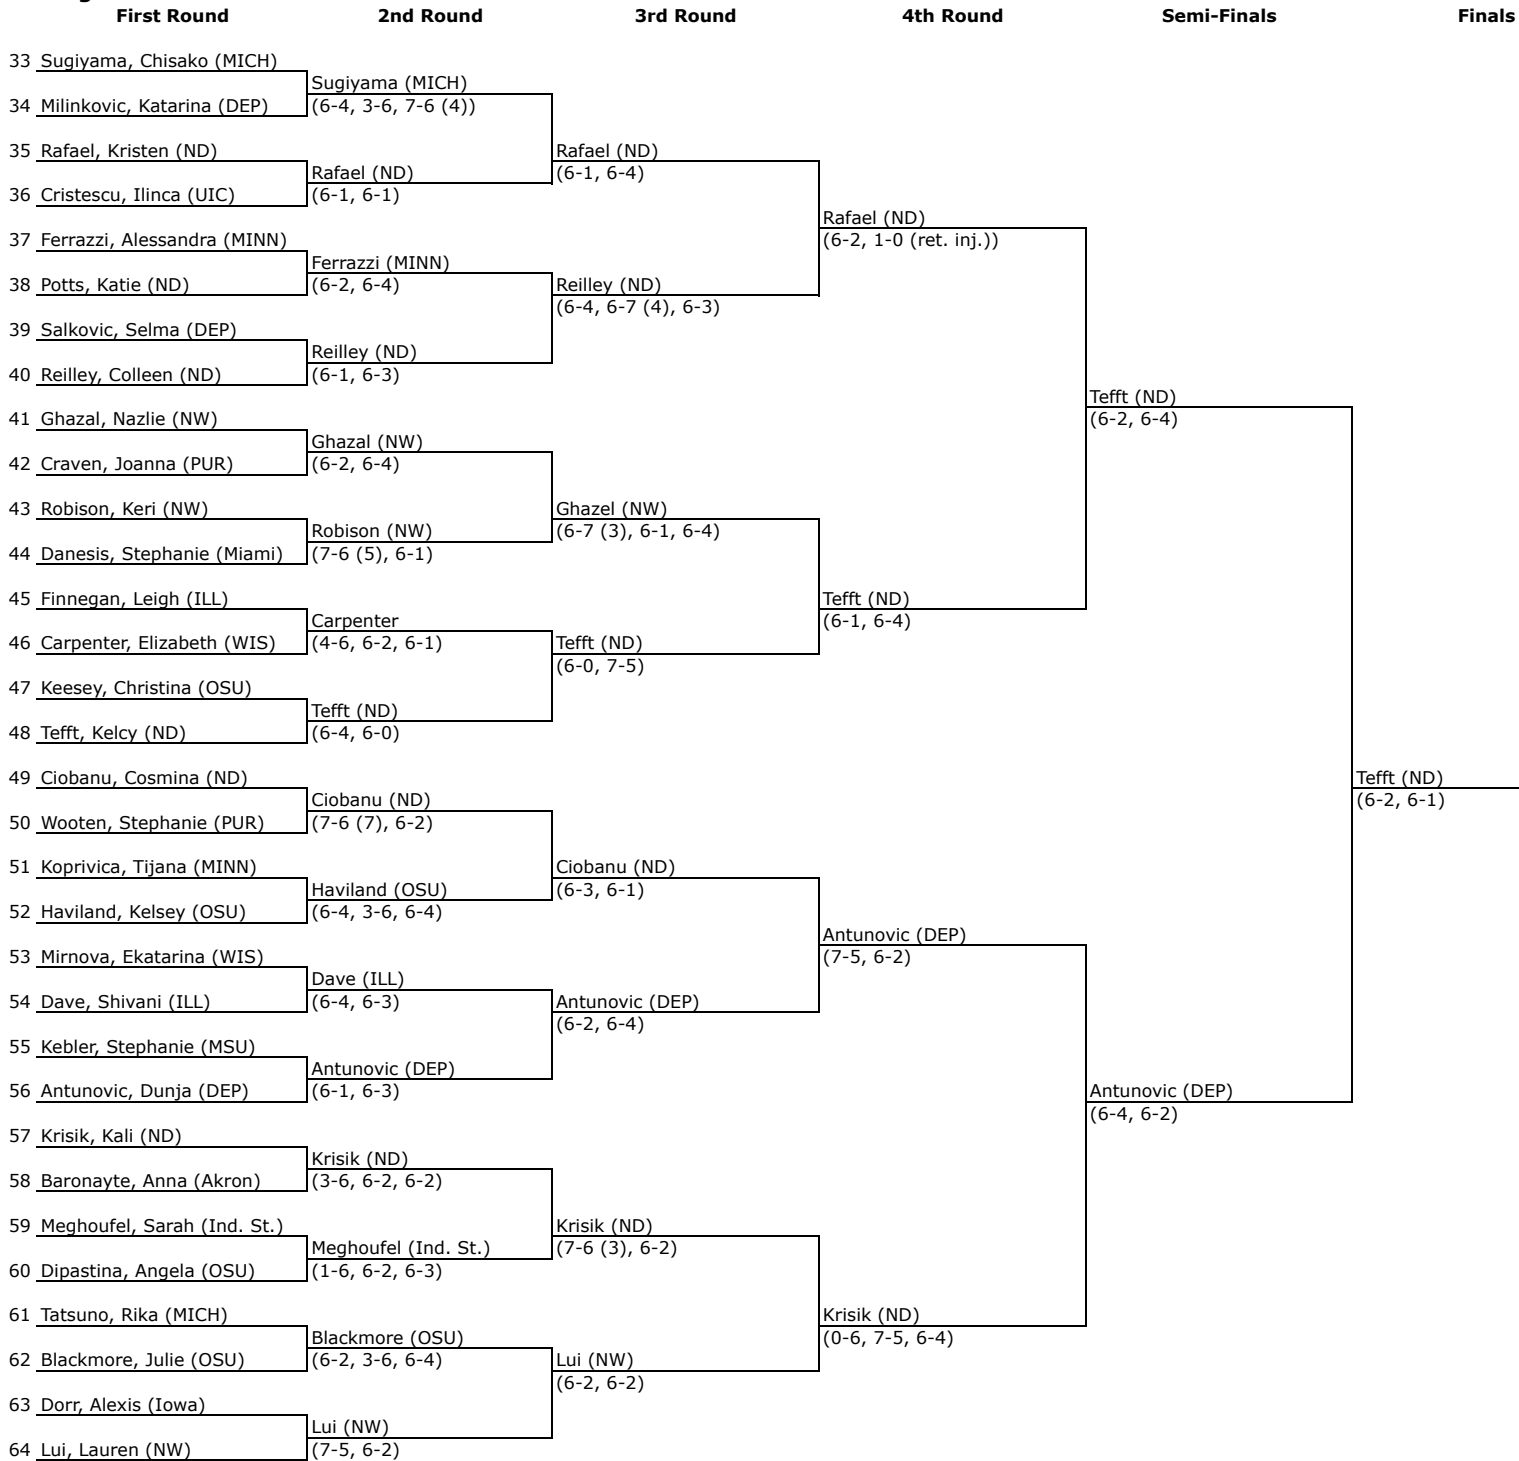 First Round 2nd Round 3rd Round 4th Round Semi-Finals Finals
33 Sugiyama, Chisako (MICH)
Sugiyama (MICH)
34 Milinkovic, Katarina (DEP) (6-4, 3-6, 7-6 (4))
35 Rafael, Kristen (ND) Rafael (ND)
Rafael (ND) (6-1, 6-4)
36 Cristescu, Ilinca (UIC) (6-1, 6-1)
Rafael (ND)
37 Ferrazzi, Alessandra (MINN) (6-2, 1-0 (ret. inj.))
Ferrazzi (MINN)
38 Potts, Katie (ND) (6-2, 6-4) Reilley (ND)
(6-4, 6-7 (4), 6-3)
39 Salkovic, Selma (DEP)
Reilley (ND)
40 Reilley, Colleen (ND) (6-1, 6-3)
Tefft (ND)
41 Ghazal, Nazlie (NW) (6-2, 6-4)
Ghazal (NW)
42 Craven, Joanna (PUR) (6-2, 6-4)
43 Robison, Keri (NW) Ghazel (NW)
Robison (NW) (6-7 (3), 6-1, 6-4)
44 Danesis, Stephanie (Miami) (7-6 (5), 6-1)
45 Finnegan, Leigh (ILL) Tefft (ND)
Carpenter (6-1, 6-4)
46 Carpenter, Elizabeth (WIS) (4-6, 6-2, 6-1) Tefft (ND)
(6-0, 7-5)
47 Keesey, Christina (OSU)
Tefft (ND)
48 Tefft, Kelcy (ND) (6-4, 6-0)
49 Ciobanu, Cosmina (ND) Tefft (ND)
Ciobanu (ND) (6-2, 6-1)
50 Wooten, Stephanie (PUR) (7-6 (7), 6-2)
51 Koprivica, Tijana (MINN) Ciobanu (ND)
Haviland (OSU) (6-3, 6-1)
52 Haviland, Kelsey (OSU) (6-4, 3-6, 6-4)
Antunovic (DEP)
53 Mirnova, Ekatarina (WIS) (7-5, 6-2)
Dave (ILL)
54 Dave, Shivani (ILL) (6-4, 6-3) Antunovic (DEP)
(6-2, 6-4)
55 Kebler, Stephanie (MSU)
Antunovic (DEP)
56 Antunovic, Dunja (DEP) (6-1, 6-3) Antunovic (DEP)
(6-4, 6-2)
57 Krisik, Kali (ND)
Krisik (ND)
58 Baronayte, Anna (Akron) (3-6, 6-2, 6-2)
59 Meghoufel, Sarah (Ind. St.) Krisik (ND)
Meghoufel (Ind. St.) (7-6 (3), 6-2)
60 Dipastina, Angela (OSU) (1-6, 6-2, 6-3)
61 Tatsuno, Rika (MICH) Krisik (ND)
Blackmore (OSU) (0-6, 7-5, 6-4)
62 Blackmore, Julie (OSU) (6-2, 3-6, 6-4) Lui (NW)
(6-2, 6-2)
63 Dorr, Alexis (Iowa)
Lui (NW)
64 Lui, Lauren (NW) (7-5, 6-2)